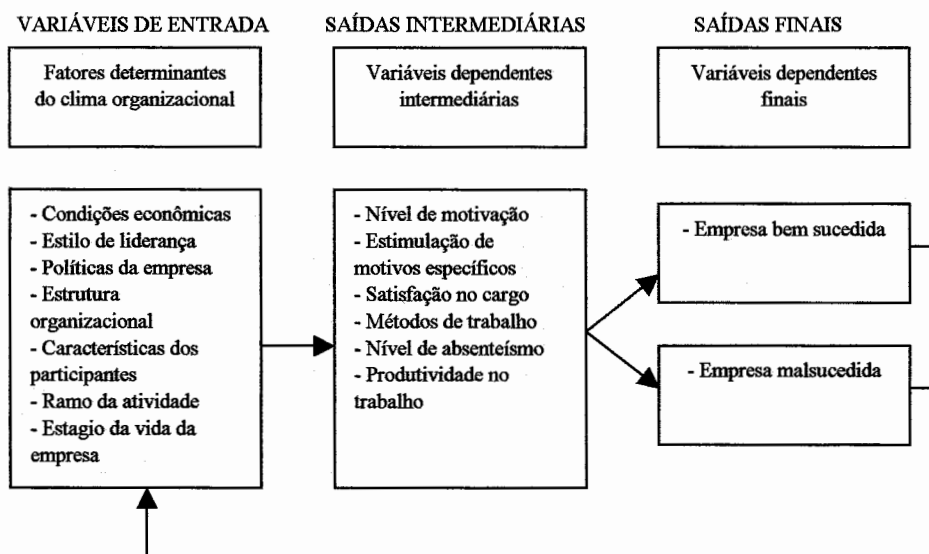 VARIÁVEIS DE ENTRADA
SAÍDAS INTERMEDIÁRIAS
SAÍDAS FINAIS
Fatores determinantes
do clima organizacional
Variáveis dependentes
intermediárias
Variáveis dependentes
finais
- Condições econômicas
- Estilo de liderança
- Políticas da empresa
- Estrutura
organizacional
- Características dos
participantes
- Ramo da atividade
- Estagio da vida da
empresa
- Nível de motivação
- Estimulação de
motivos específicos
- Satisfação no cargo
- Métodos de trabalho
- Nível de absenteísmo
- Produtividade no
trabalho
- Empresa bem sucedida
- Empresa malsucedida